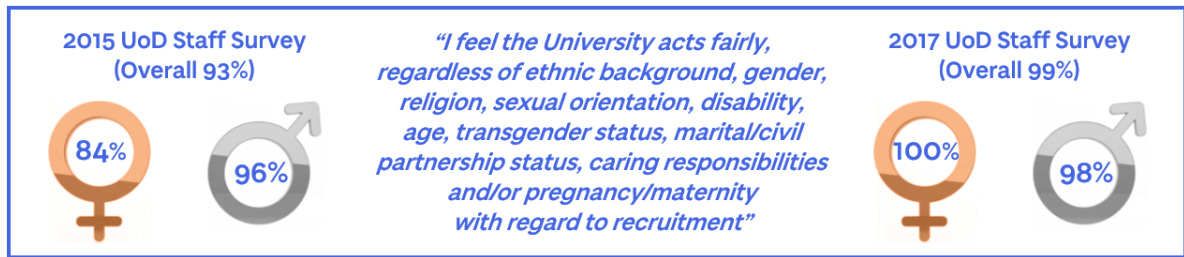 2015 UoD Staff Survey
(Overall 93%)
84%
96%
“I feel the University acts fairly,
regardless of ethnic background, gender,
religion, sexual orientation, disability,
age, transgender status, marital/civil
partnership status, caring responsibilities
and/or pregnancy/maternity
with regard to recruitment”
2017 UoD Staff Survey
(Overall 99%)
100%
98%